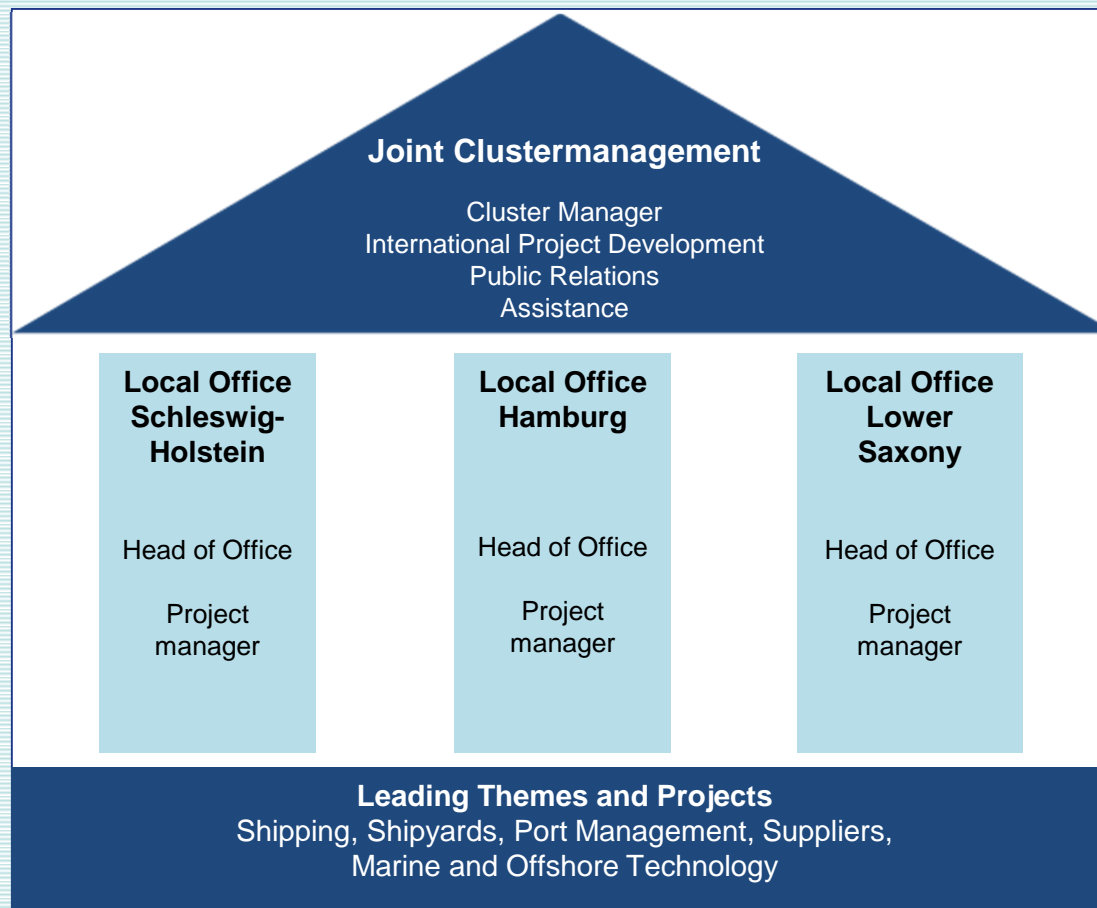 Joint Clustermanagement
Cluster Manager
International Project Development
Public Relations
Assistance
Local Office
Schleswig-
Holstein
Head of Office
Project
manager
Local Office
Hamburg
Head of Office
Project
manager
Local Office
Lower
Saxony
Head of Office
Project
manager
Leading Themes and Projects
Shipping, Shipyards, Port Management, Suppliers,
Marine and Offshore Technology